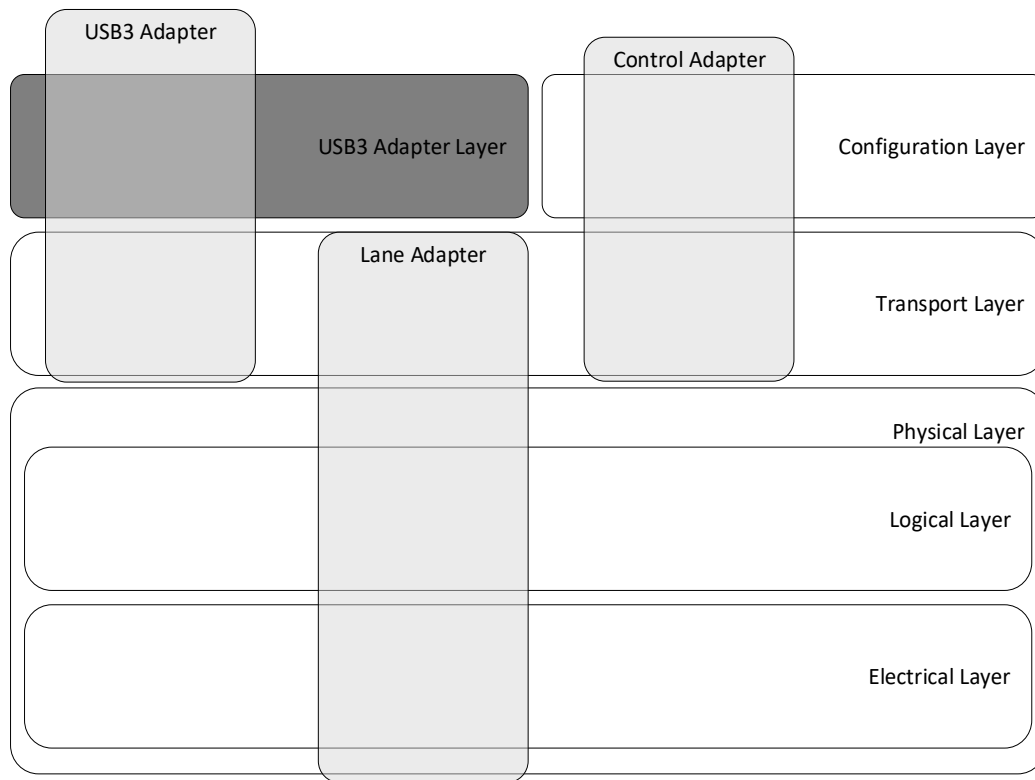 USB3 Adapter
Control Adapter
USB3 Adapter Layer
Configuration Layer
Lane Adapter
Transport Layer
Physical Layer
Logical Layer
Electrical Layer